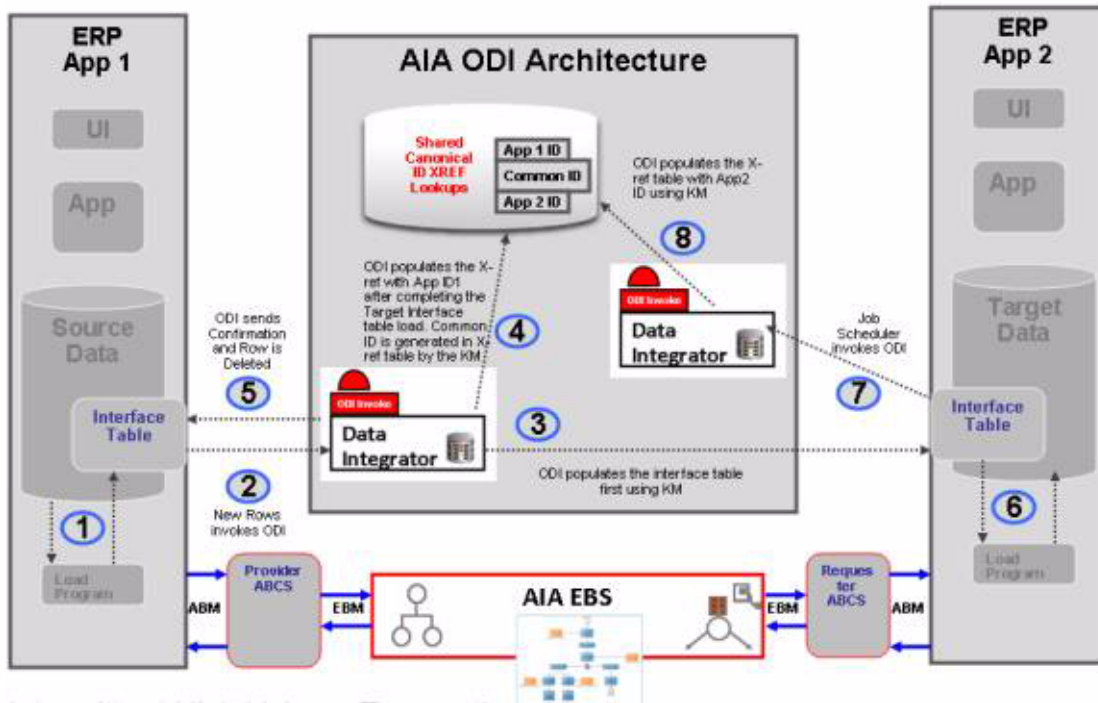 ERP
App 1
UI
App
Source
Data
Interface
Table
1
Load
Program
AIA ODI Architecture
Shared
Canonical
ID XREF
Lookups
App 1 ID
Common ID
App 2 ID
ODI populates the X-
ref table with App2
ID using KM
8
ODI populates the X-
ref with App ID1
after completing the
Target Interface
table load. Common
ID is generated in X-
ref table by the KM
4
ODI Invoke
Data
Integrator
ODI sends
Confirmation
and Row is
Deleted
5
ODI Invoke
Data
Integrator
3
ODI populates the interface table
first using KM
2
New Rows
invokes ODI
Job
Scheduler
invokes ODI
7
ERP
App 2
UI
App
Target
Data
Interface
Table
6
Load
Program
ABM
Provider
ABCS
EBM
AIA EBS
EBM
Reques
ter
ABCS
ABM